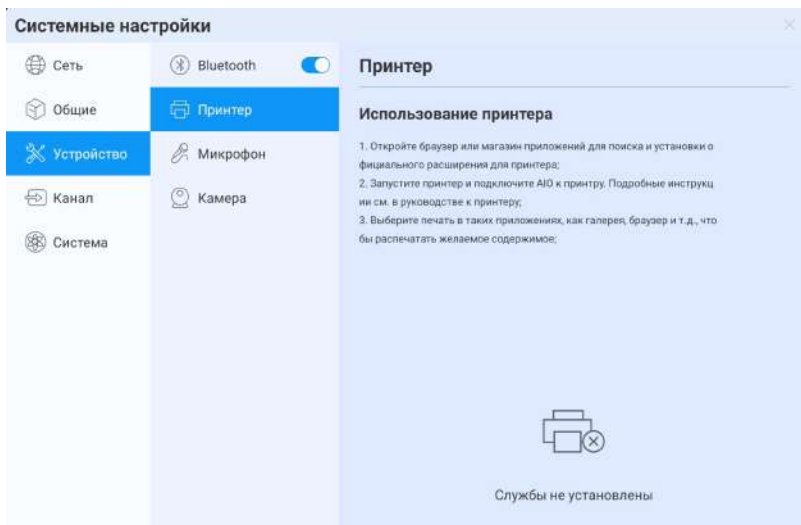 Системные настройки
Сеть
Общие
Устройство
Канал
Система
Bluetooth
Принтер
Микрофон
Камера
Принтер
Использование принтера
1. Откройте браузер или магазин приложений для поиска и установки о
фициального расширения для принтера;
2. Запустите принтер и подключите AIO к принтру. Подробные инструкц
ии см. в руководстве к принтеру;
3. Выберите печать в таких приложениях, как галерея, браузер и т.д., что
бы распечатать желаемое содержимое;
Службы не установлены